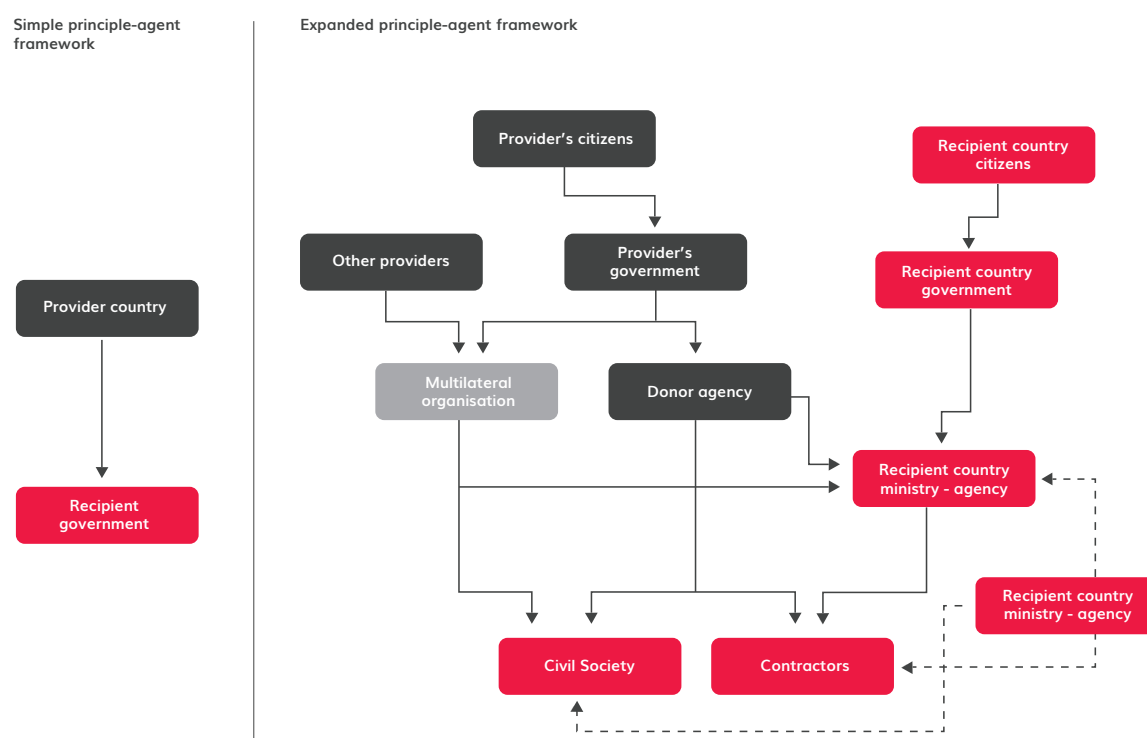 Simple principle-agent
framework
Expanded principle-agent framework
Provider country
Recipient
government
Provider's citizens
Recipient country
citizens
Other providers
Provider's
government
Recipient country
government
Multilateral
organisation
Donor agency
Recipient country
ministry - agency
Recipient country
ministry - agency
Civil Society
Contractors